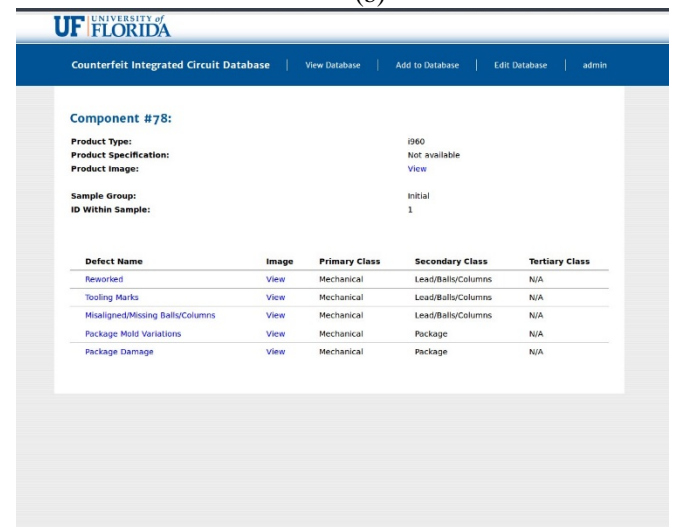 UF UNIVERSITY of
FLORIDA
Counterfeit Integrated Circuit Database | View Database | Add to Database | Edit Database | admin
Component #78:
Product Type: i960
Product Specification: Not available
Product Image: View
Sample Group: Initial
ID Within Sample: 1
Defect Name Image Primary Class Secondary Class Tertiary Class
Reworked View Mechanical Lead/Balls/Columns N/A
Tooling Marks View Mechanical Lead/Balls/Columns N/A
Misaligned/Missing Balls/Columns View Mechanical Lead/Balls/Columns N/A
Package Mold Variations View Mechanical Package N/A
Package Damage View Mechanical Package N/A